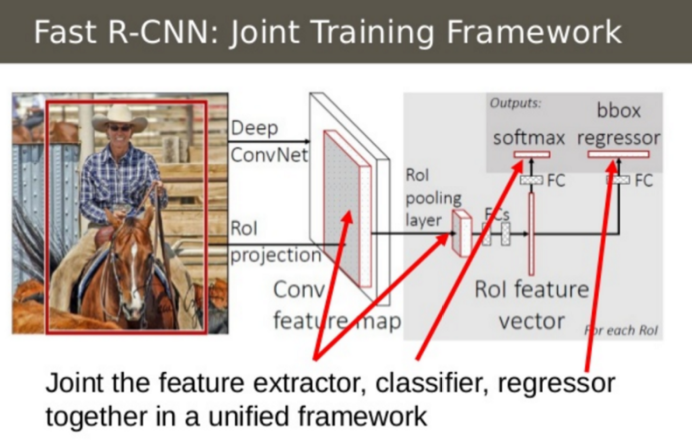 Fast R-CNN: Joint Training Framework
Deep
ConvNet
RoI
projection
Conv
feature map
RoI
pooling
layer
FCs
Outputs:
softmax
bbox
regressor
FC
FC
RoI feature
vector
For each RoI
Joint the feature extractor, classifier, regressor
together in a unified framework